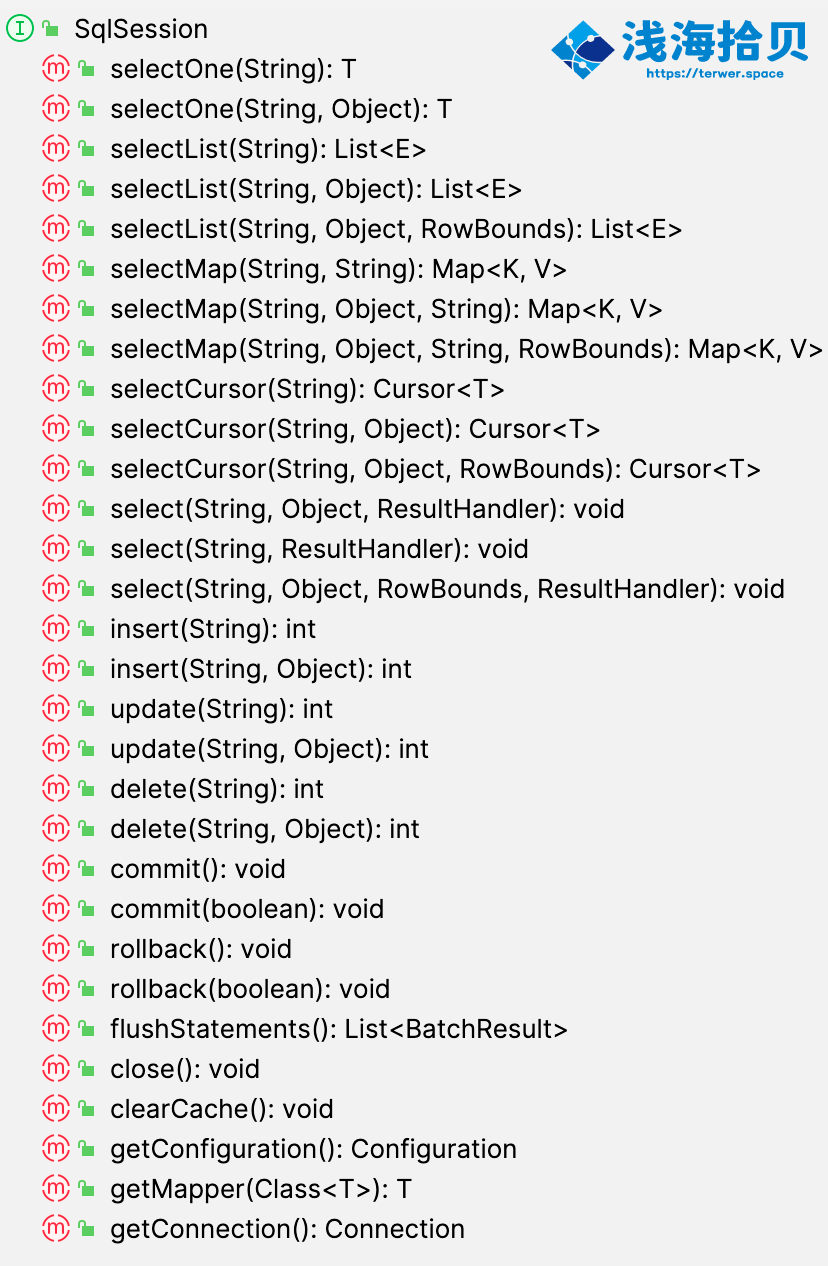 SqlSession
浅海拾贝
https://terwer.space
selectOne(String): T
selectOne(String, Object): T
selectList(String): List<E>
selectList(String, Object): List<E>
selectList(String, Object, RowBounds): List<E>
selectMap(String, String): Map<K, V>
selectMap(String, Object, String): Map<K, V>
selectMap(String, Object, String, RowBounds): Map<K, V>
selectCursor(String): Cursor<T>
selectCursor(String, Object): Cursor<T>
selectCursor(String, Object, RowBounds): Cursor<T>
select(String, Object, ResultHandler): void
select(String, ResultHandler): void
select(String, Object, RowBounds, ResultHandler): void
insert(String): int
insert(String, Object): int
update(String): int
update(String, Object): int
delete(String): int
delete(String, Object): int
commit(): void
commit(boolean): void
rollback(): void
rollback(boolean): void
flushStatements(): List<BatchResult>
close(): void
clearCache(): void
getConfiguration(): Configuration
getMapper(Class<T>): T
getConnection(): Connection